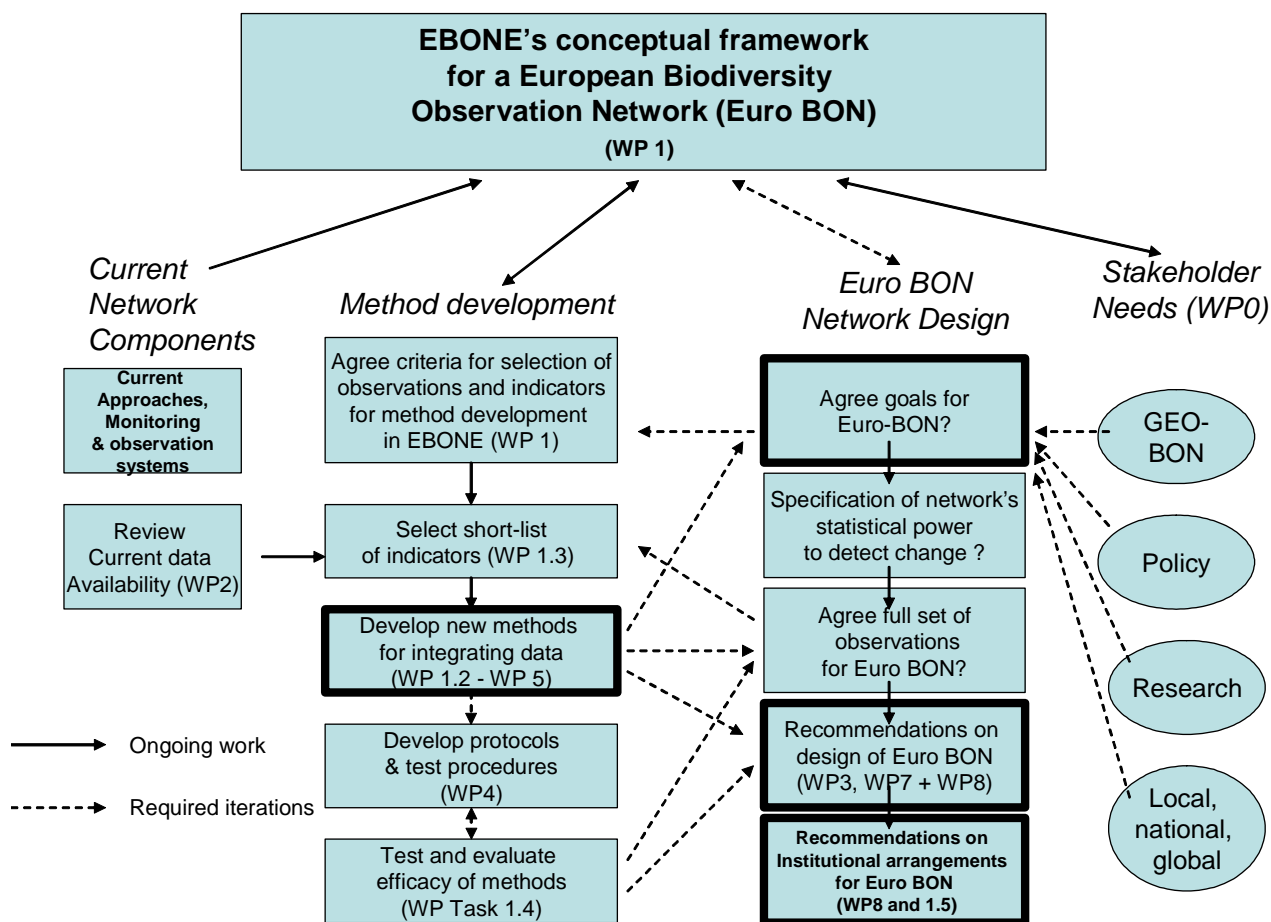 EBONE's conceptual framework
for a European Biodiversity
Observation Network (Euro BON)
(WP 1)
Current
Network
Components
Current
Approaches,
Monitoring
& observation
systems
Review
Current data
Availability (WP2)
Method development
Agree criteria for selection of
observations and indicators
for method development
in EBONE (WP 1)
Select short-list
of indicators (WP 1.3)
Develop new methods
for integrating data
(WP 1.2 - WP 5)
Develop protocols
& test procedures
(WP4)
Test and evaluate
efficacy of methods
(WP Task 1.4)
Euro BON
Network Design
Agree goals for
Euro-BON?
Specification of network's
statistical power
to detect change ?
Agree full set of
observations
for Euro BON?
Recommendations on
design of Euro BON
(WP3, WP7 + WP8)
Recommendations on
Institutional arrangements
for Euro BON
(WP8 and 1.5)
Stakeholder
Needs (WP0)
GEO-
BON
Policy
Research
Local,
national,
global
Ongoing work
Required iterations